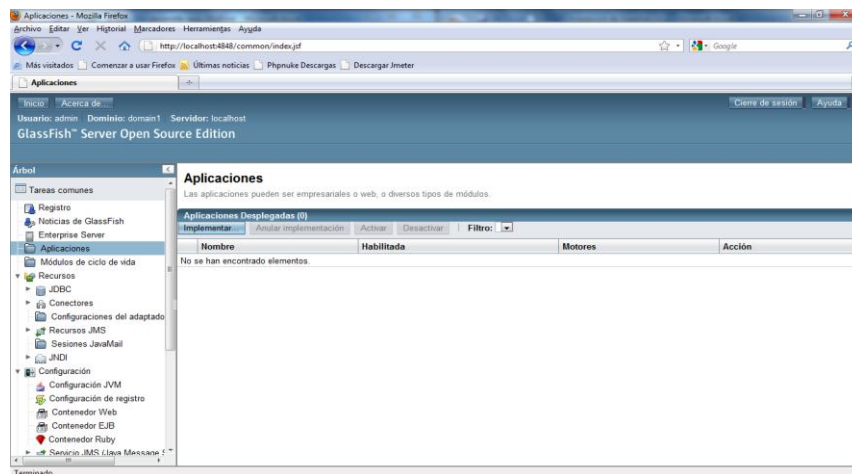 Aplicaciones - Mozilla Firefox
Archivo Editar Ver Historial Marcadores Herramientas Ayuda
http://localhost:4848/common/index.jsf
Google
Más visitados Comenzar a usar Firefox Últimas noticias Phpnuke Descargas Descargar Jmeter
Aplicaciones
Inicio Acerca de... Cierre de sesión Ayuda
Usuario: admin Dominio: domain1 Servidor: localhost
GlassFish™ Server Open Source Edition
Árbol
Tareas comunes
Registro
Noticias de GlassFish
Enterprise Server
Aplicaciones
Módulos de ciclo de vida
Recursos
JDBC
Conectores
Configuraciones del adaptado
Recursos JMS
Sesiones JavaMail
JNDI
Configuración
Configuración JVM
Configuración de registro
Contenedor Web
Contenedor EJB
Contenedor Ruby
Servicio JMS (Java Message S
Aplicaciones
Las aplicaciones pueden ser empresariales o web, o diversos tipos de módulos.
Aplicaciones Desplegadas (0)
Implementar... Anular implementación Activar Desactivar Filtro:
Nombre Habilitada Motores Acción
No se han encontrado elementos.
Terminado